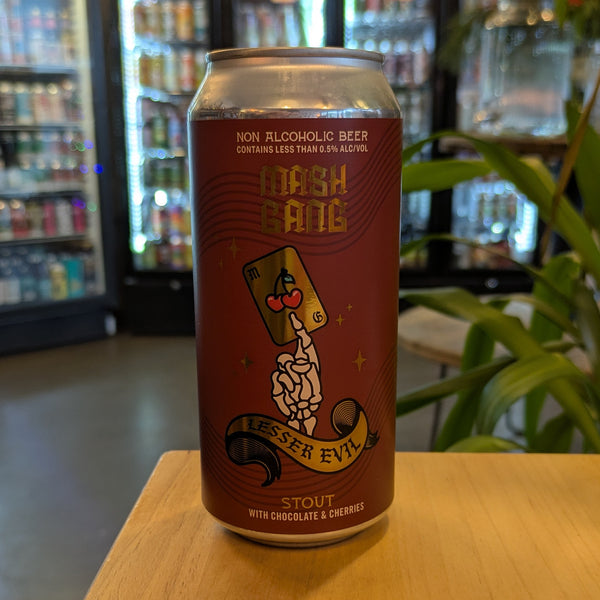 NON ALCOHOLIC BEER
CONTAINS LESS THAN 0.5% ALC/VOL
MASH
GANG
M
G
LESSER EVIL
STOUT
WITH CHOCOLATE & CHERRIES